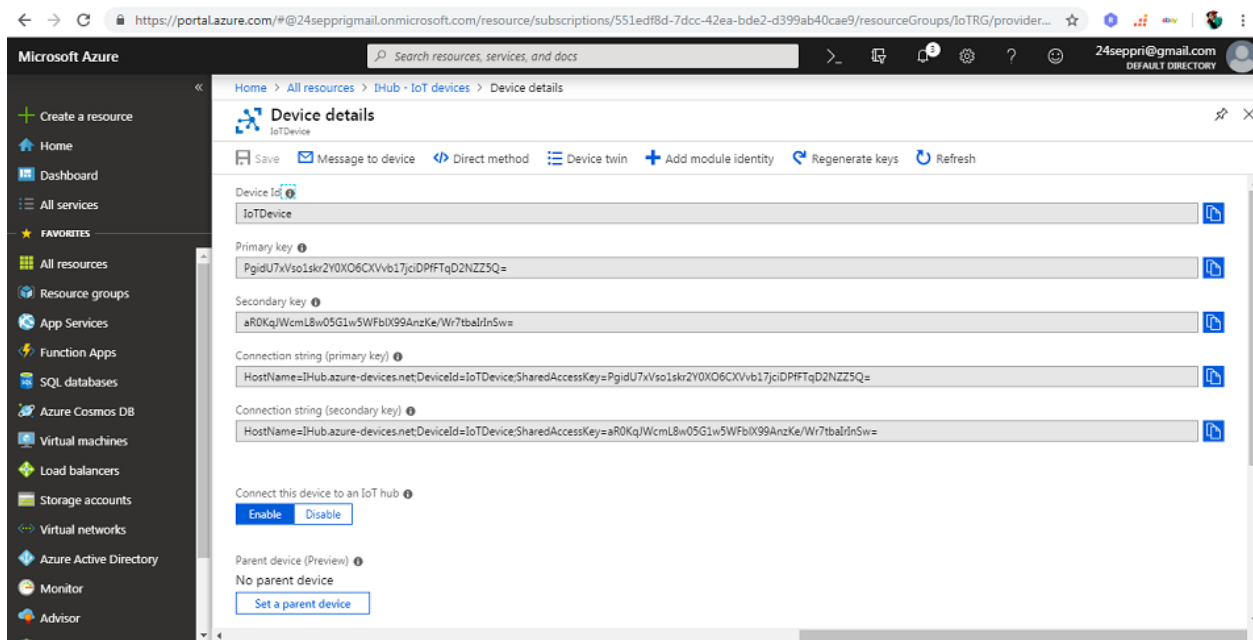 https://portal.azure.com/#@24sepprigmail.onmicrosoft.com/resource/subscriptions/551edf8d-7dcc-42ea-bde2-d399ab40cae9/resourceGroups/IoTRG/provider...
Microsoft Azure
Search resources, services, and docs
3
24seppri@gmail.com
DEFAULT DIRECTORY
Create a resource
Home
Dashboard
All services
FAVORITES
All resources
Resource groups
App Services
Function Apps
SQL databases
Azure Cosmos DB
Virtual machines
Load balancers
Storage accounts
Virtual networks
Azure Active Directory
Monitor
Advisor
Home > All resources > IHub - IoT devices > Device details
Device details
IoTDevice
Save Message to device Direct method Device twin Add module identity Regenerate keys Refresh
Device Id
IoTDevice
Primary key
PgidU7xVso1skr2Y0XO6CXVvb17jciDPfFTqD2NZZ5Q=
Secondary key
aR0KqJWcmL8w05G1w5WFblX99AnzKe/Wr7tbaIrInSw=
Connection string (primary key)
HostName=IHub.azure-devices.net;DeviceId=IoTDevice;SharedAccessKey=PgidU7xVso1skr2Y0XO6CXVvb17jciDPfFTqD2NZZ5Q=
Connection string (secondary key)
HostName=IHub.azure-devices.net;DeviceId=IoTDevice;SharedAccessKey=aR0KqJWcmL8w05G1w5WFblX99AnzKe/Wr7tbaIrInSw=
Connect this device to an IoT hub
Enable Disable
Parent device (Preview)
No parent device
Set a parent device